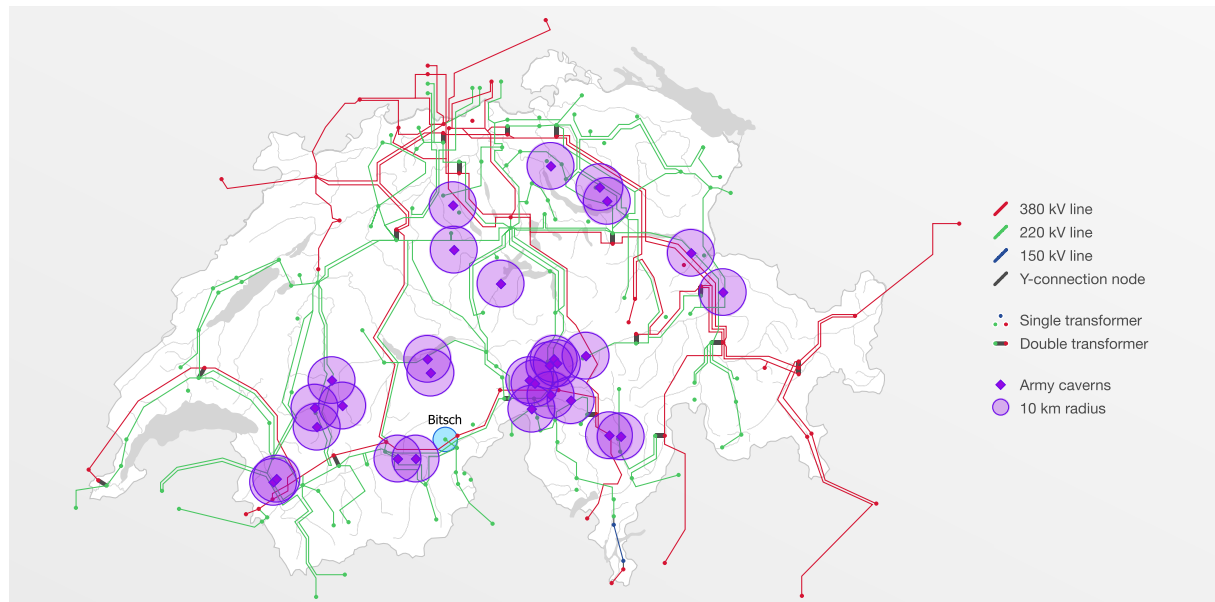 380 kV line
220 kV line
150 kV line
Y-connection node
Single transformer
Double transformer
Army caverns
10 km radius
Bitsch